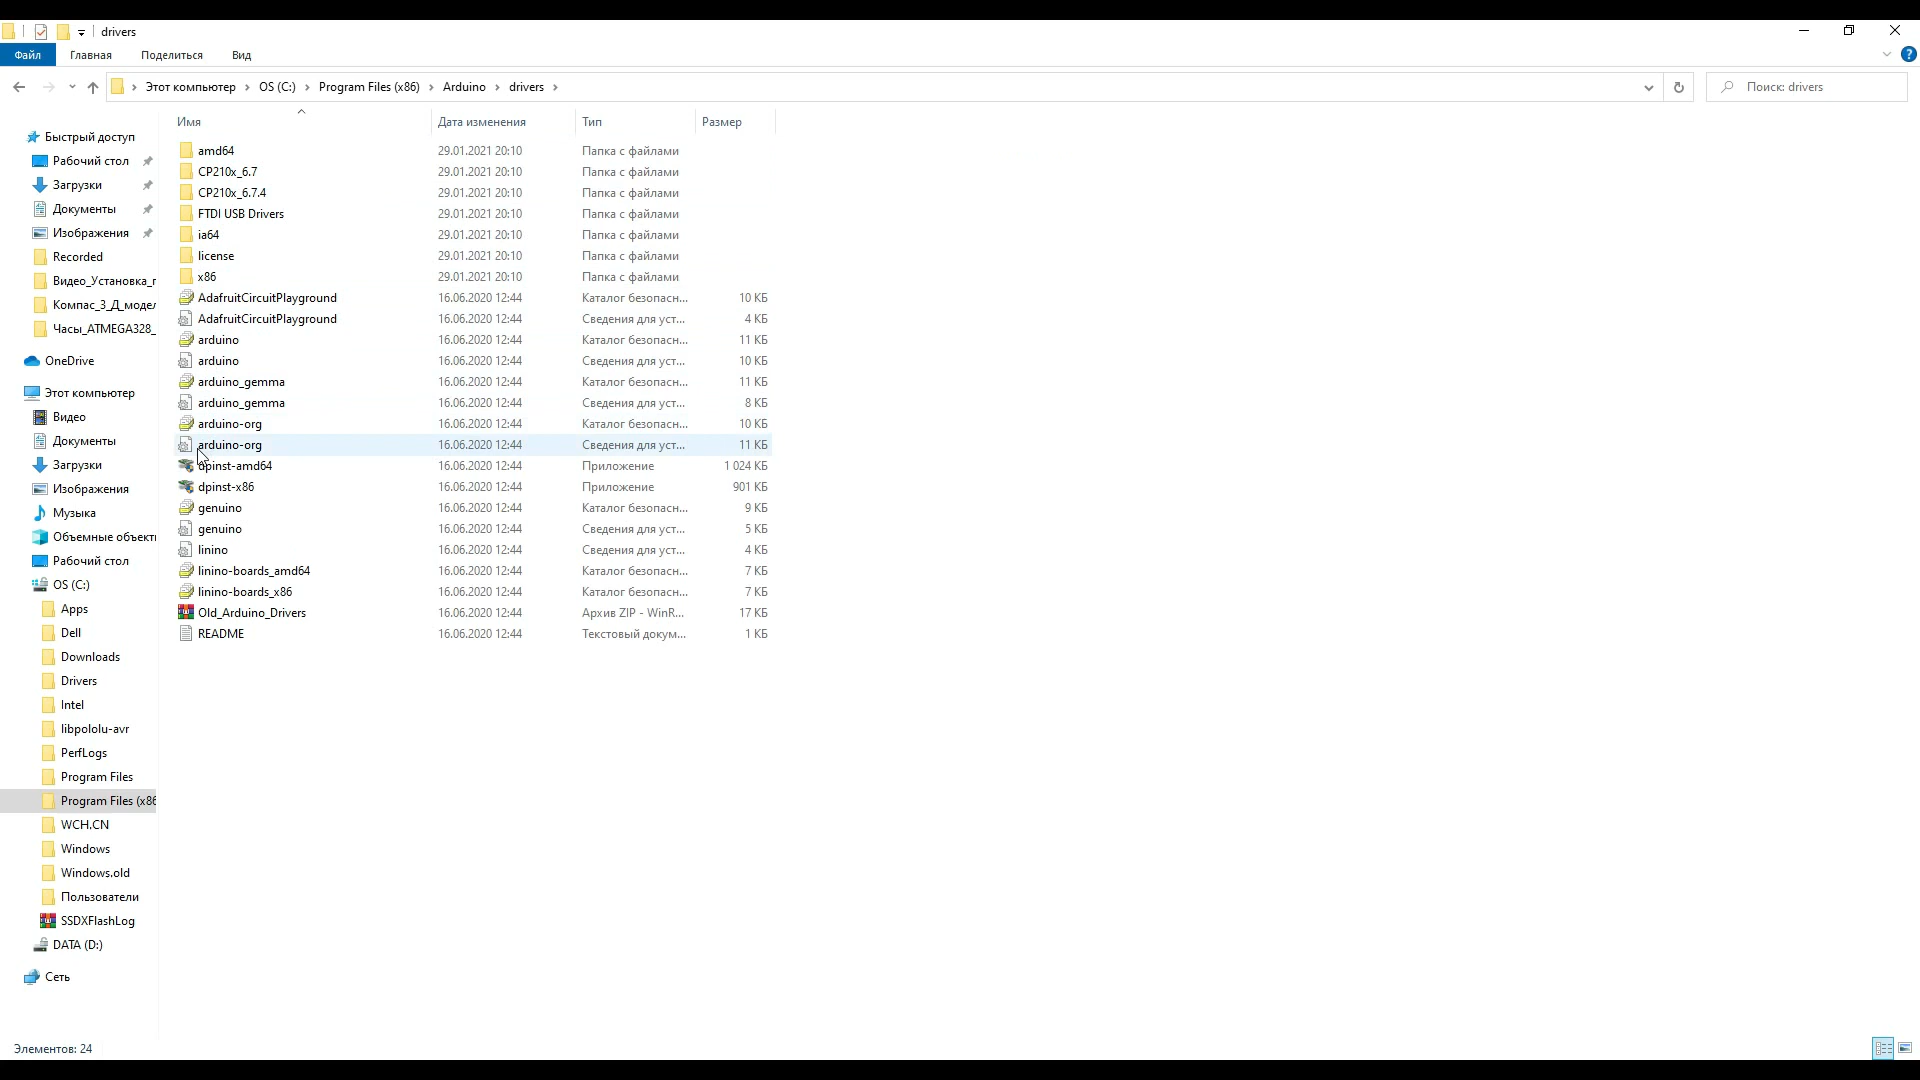 drivers
Файл Главная Поделиться Вид
Этот компьютер OS (C:) Program Files (x86) Arduino drivers Поиск: drivers
Имя Дата изменения Тип Размер
Быстрый доступ
Рабочий стол
Загрузки
Документы
Изображения
Recorded
Видео_Установка_г
Компас_3_Д_модел
Часы_ATMEGA328_
OneDrive
Этот компьютер
Видео
Документы
Загрузки
Изображения
Музыка
Объемные объект
Рабочий стол
OS (C:)
Apps
Dell
Downloads
Drivers
Intel
libpololu-avr
PerfLogs
Program Files
Program Files (x86
WCH.CN
Windows
Windows.old
Пользователи
SSDXFlashLog
DATA (D:)
Сеть
amd64 29.01.2021 20:10 Папка с файлами
CP210x_6.7 29.01.2021 20:10 Папка с файлами
CP210x_6.7.4 29.01.2021 20:10 Папка с файлами
FTDI USB Drivers 29.01.2021 20:10 Папка с файлами
ia64 29.01.2021 20:10 Папка с файлами
license 29.01.2021 20:10 Папка с файлами
x86 29.01.2021 20:10 Папка с файлами
AdafruitCircuitPlayground 16.06.2020 12:44 Каталог безопасн... 10 КБ
AdafruitCircuitPlayground 16.06.2020 12:44 Сведения для уст... 4 КБ
arduino 16.06.2020 12:44 Каталог безопасн... 11 КБ
arduino 16.06.2020 12:44 Сведения для уст... 10 КБ
arduino_gemma 16.06.2020 12:44 Каталог безопасн... 11 КБ
arduino_gemma 16.06.2020 12:44 Сведения для уст... 8 КБ
arduino-org 16.06.2020 12:44 Каталог безопасн... 10 КБ
arduino-org 16.06.2020 12:44 Сведения для уст... 11 КБ
dpinst-amd64 16.06.2020 12:44 Приложение 1 024 КБ
dpinst-x86 16.06.2020 12:44 Приложение 901 КБ
genuino 16.06.2020 12:44 Каталог безопасн... 9 КБ
genuino 16.06.2020 12:44 Сведения для уст... 5 КБ
linino 16.06.2020 12:44 Сведения для уст... 4 КБ
linino-boards_amd64 16.06.2020 12:44 Каталог безопасн... 7 КБ
linino-boards_x86 16.06.2020 12:44 Каталог безопасн... 7 КБ
Old_Arduino_Drivers 16.06.2020 12:44 Архив ZIP - WinR... 17 КБ
README 16.06.2020 12:44 Текстовый докум... 1 КБ
Элементов: 24